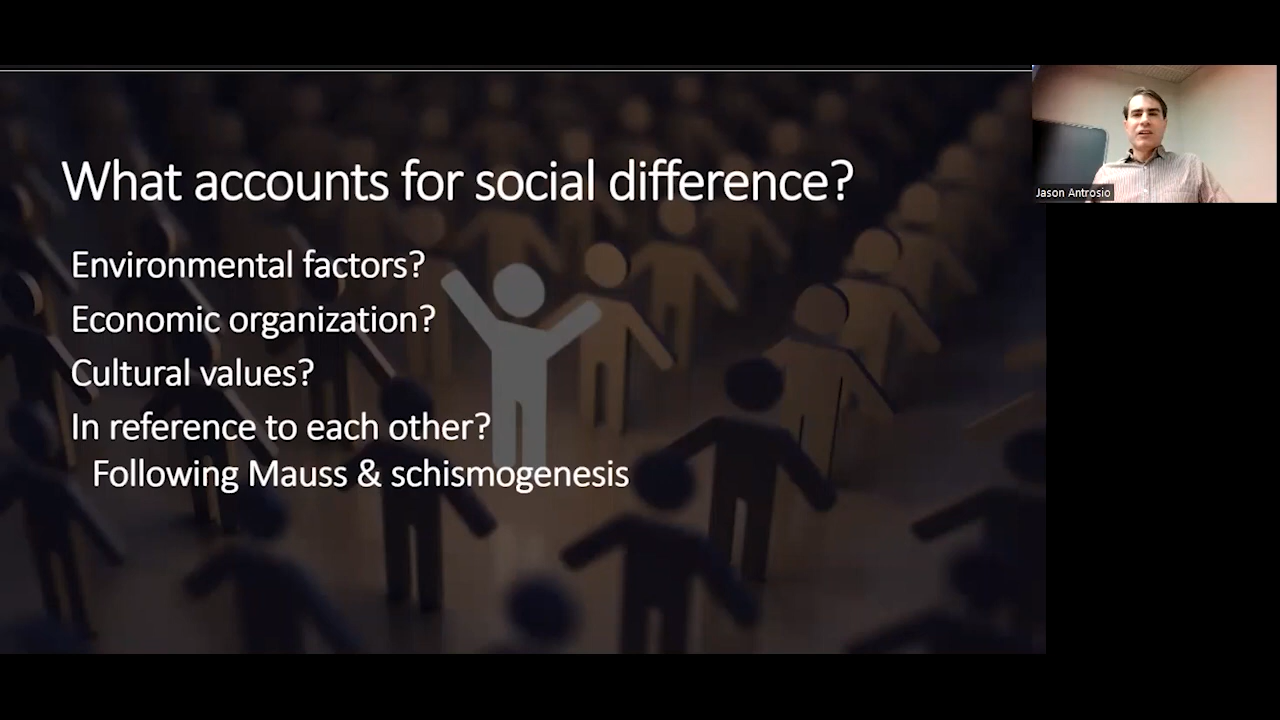 What accounts for social difference?
Environmental factors?
Economic organization?
Cultural values?
In reference to each other?
Following Mauss & schismogenesis
Jason Antrosio